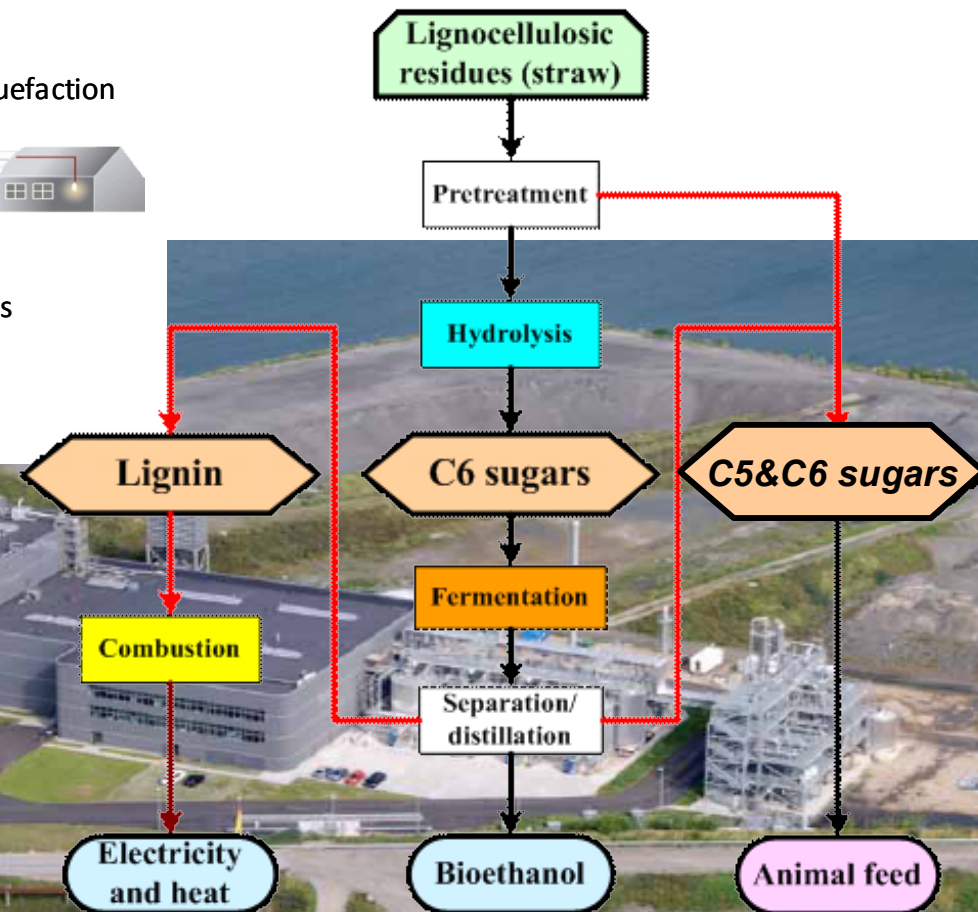 Lignocellulosic
residues (straw)
uefaction
Pretreatment
s
Hydrolysis
Lignin
C6 sugars
C5&C6 sugars
Fermentation
Combustion
Separation/
distillation
Electricity
and heat
Bioethanol
Animal feed